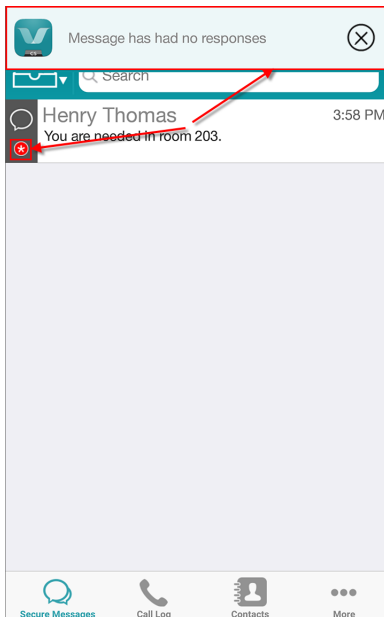 Message has had no responses
Search
Henry Thomas
3:58 PM
You are needed in room 203.
Secure Messages
Call Log
Contacts
More